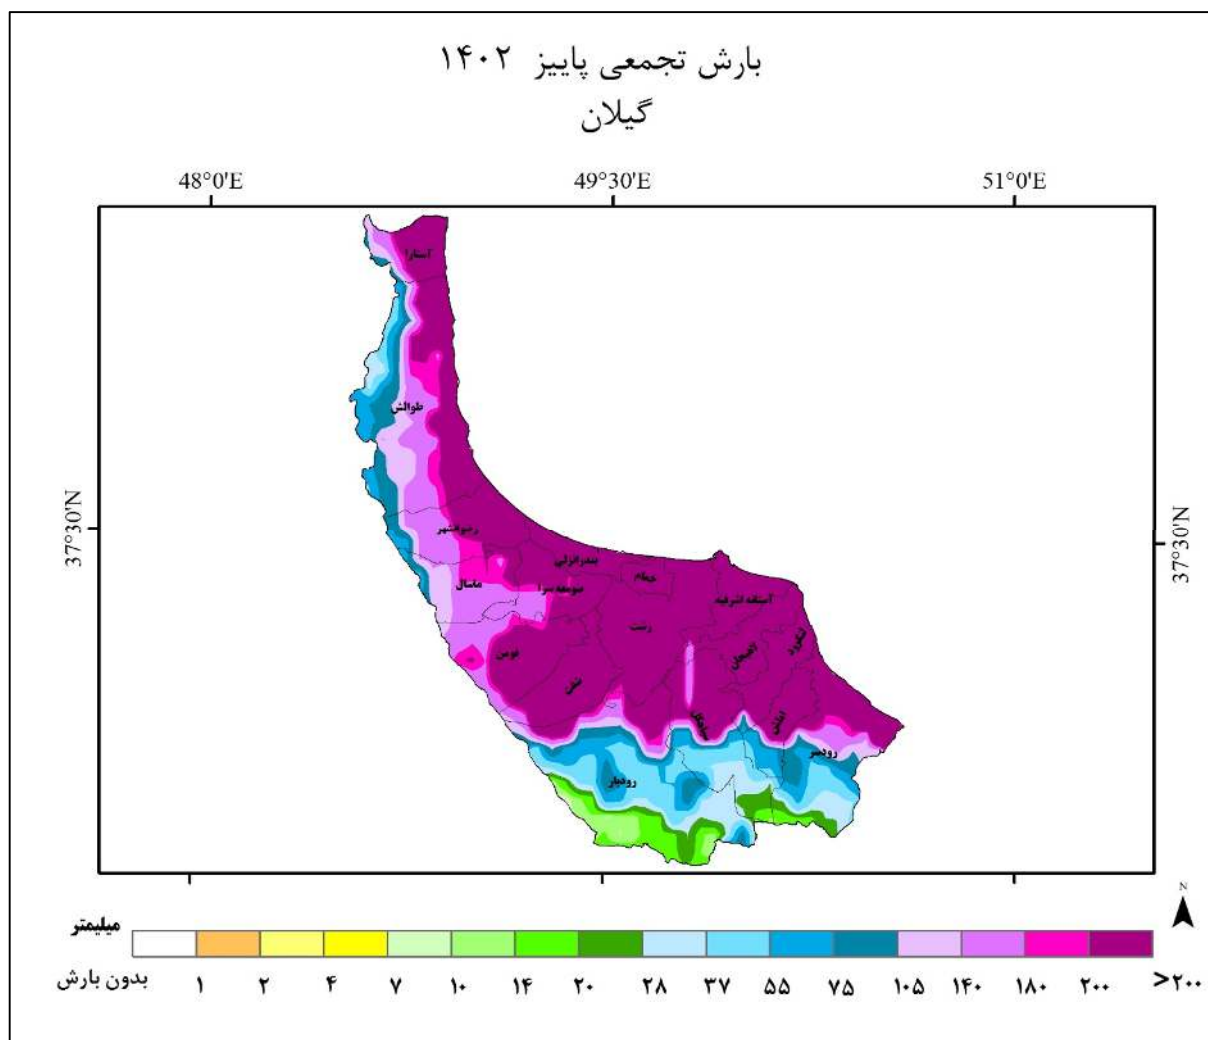 بارش تجمعی پاییز ۱۴۰۲
گیلان
48°0'E 49°30'E 51°0'E
37°30'N
37°30'N
آستارا
طوالش
رضوانشهر
بندرانزلی
خمام
ماسال
صومعه سرا
آستانه اشرفیه
رشت
لنگرود
لاهیجان
فومن
شفت
سیاهکل
املش
رودسر
رودبار
N
میلیمتر
بدون بارش ۱ ۲ ۴ ۷ ۱۰ ۱۴ ۲۰ ۲۸ ۳۷ ۵۵ ۷۵ ۱۰۵ ۱۴۰ ۱۸۰ ۲۰۰ >۲۰۰